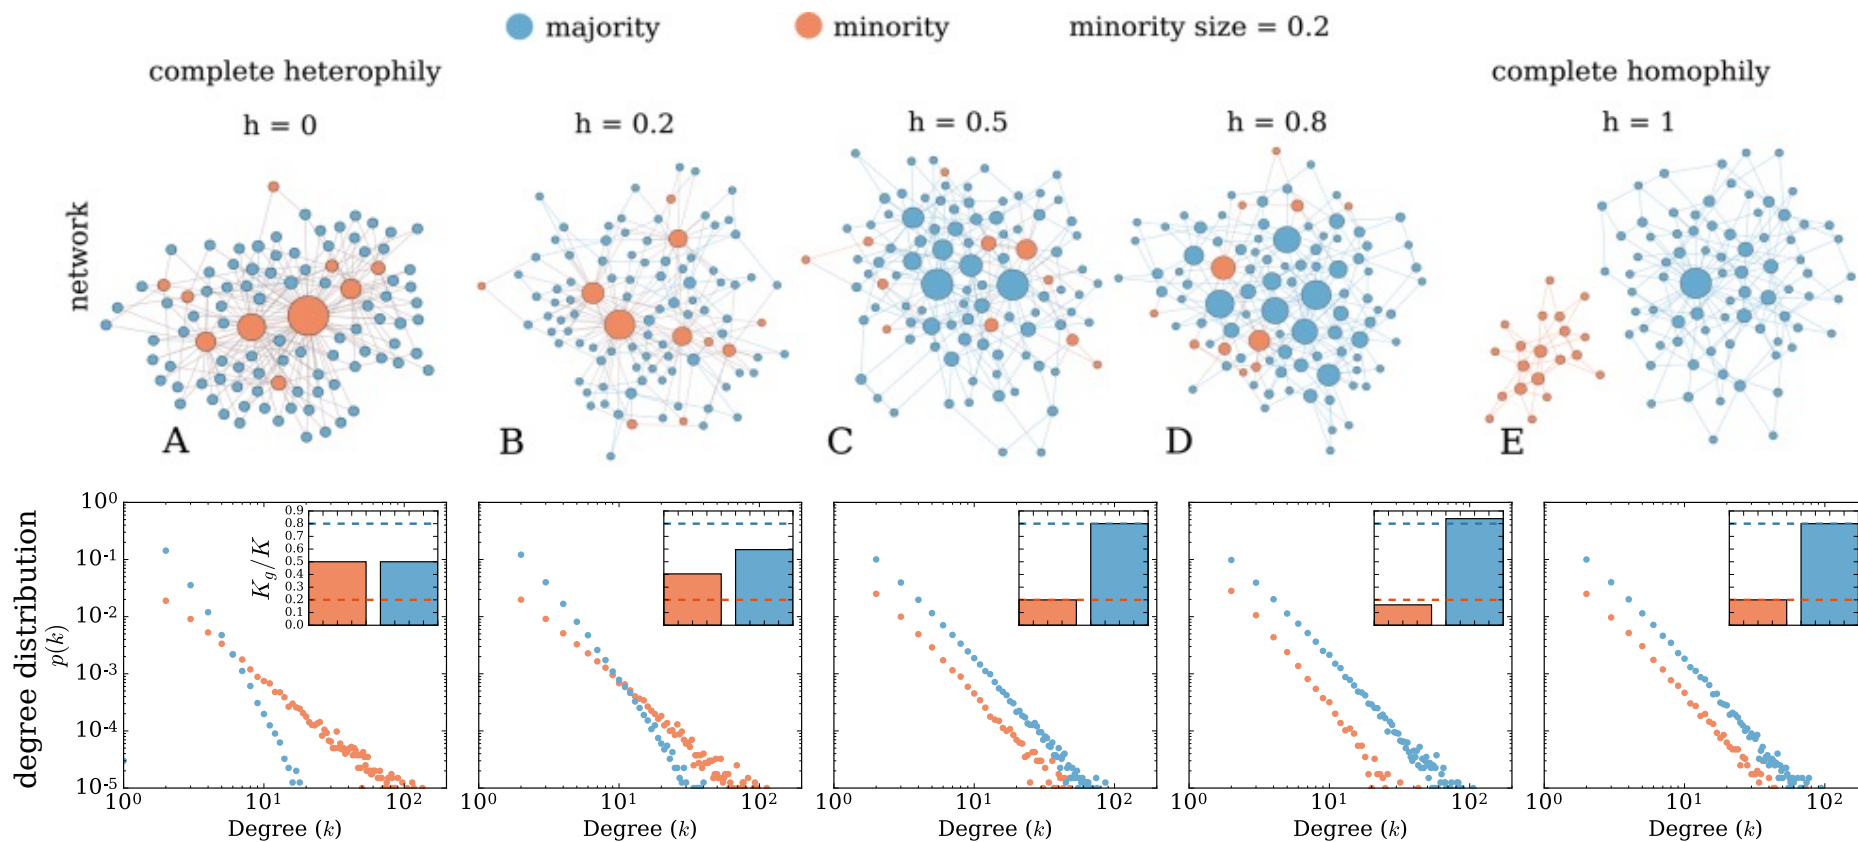 majority minority minority size = 0.2
complete heterophily complete homophily
h = 0 h = 0.2 h = 0.5 h = 0.8 h = 1
network
A B C D E
degree distribution
p(k)
10⁰
10⁻¹
10⁻²
10⁻³
10⁻⁴
10⁻⁵
K_g/K
0.9
0.8
0.7
0.6
0.5
0.4
0.3
0.2
0.1
0.0
10⁰ 10¹ 10² 10⁰ 10¹ 10² 10⁰ 10¹ 10² 10⁰ 10¹ 10² 10⁰ 10¹ 10²
Degree (k) Degree (k) Degree (k) Degree (k) Degree (k)